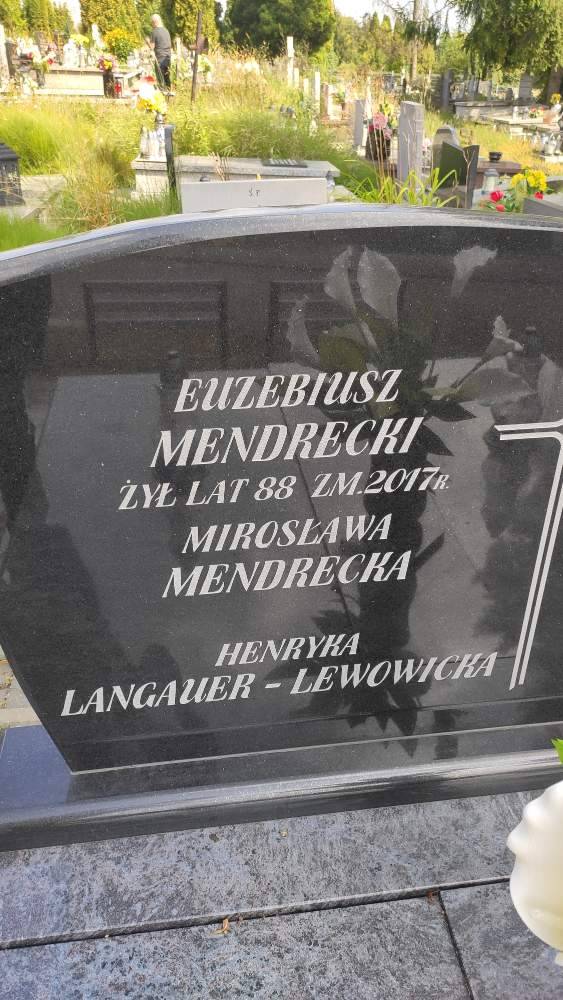 Ś.P.
EUZEBIUSZ
MENDRECKI
ŻYŁ LAT 88 ZM.2017R.
MIROSŁAWA
MENDRECKA
HENRYKA
LANGAUER - LEWOWICKA